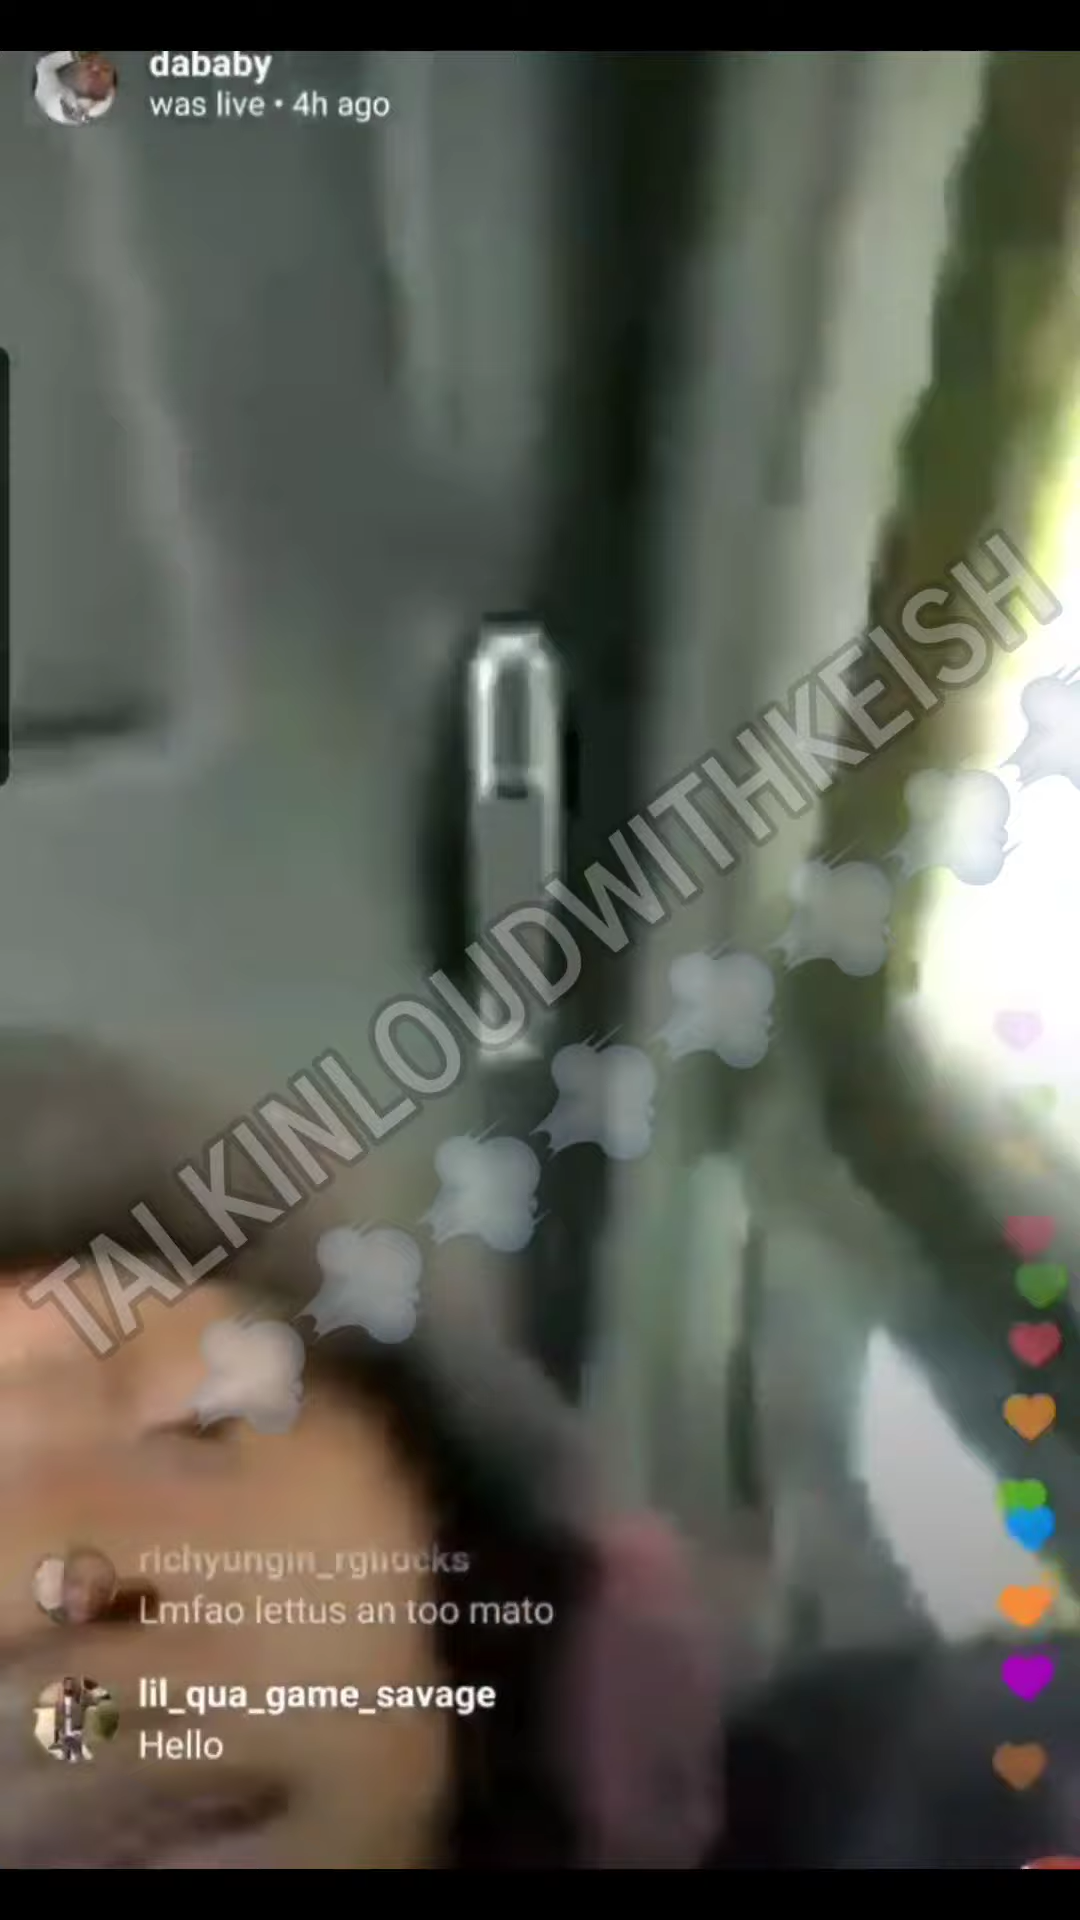 dababy
was live • 4h ago
TALKINLOUDWITHKEISH
Lmfao lettus an too mato
lil_qua_game_savage
Hello